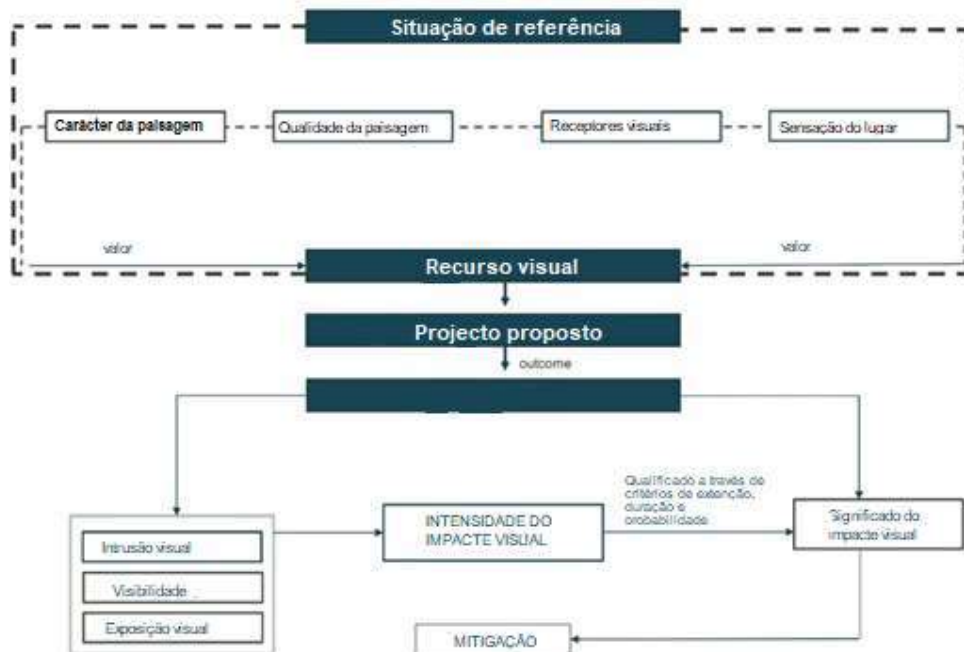 Situação de referência
Carácter da paisagem
Qualidade da paisagem
Receptores visuais
Sensação do lugar
valor
valor
Recurso visual
Projecto proposto
outcome
Qualificado a través de
critérios de extenção,
duração e
probabilidade
INTENSIDADE DO
IMPACTE VISUAL
Significado do
impacte visual
Intrusão visual
Visibilidade
Exposição visual
MITIGAÇÃO